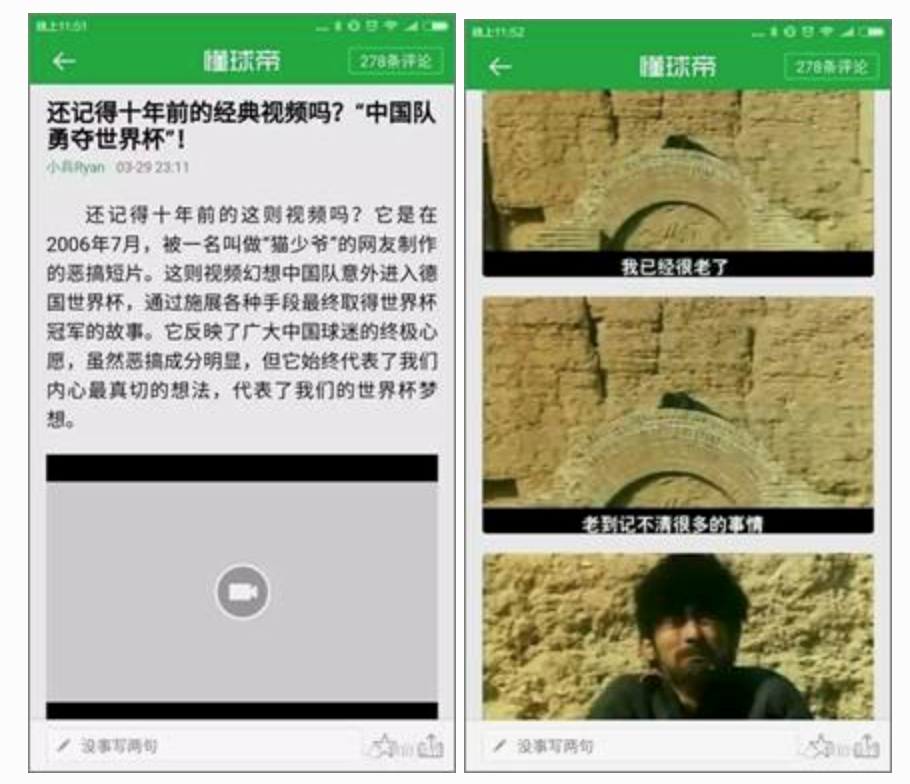 晚上11:51
懂球帝
278条评论
还记得十年前的经典视频吗？“中国队
勇夺世界杯”！
小兵Ryan 03-29 23:11
还记得十年前的这则视频吗？它是在
2006年7月，被一名叫做“猫少爷”的网友制作
的恶搞短片。这则视频幻想中国队意外进入德
国世界杯，通过施展各种手段最终取得世界杯
冠军的故事。它反映了广大中国球迷的终极心
愿，虽然恶搞成分明显，但它始终代表了我们
内心最真切的想法，代表了我们的世界杯梦
想。
没事写两句
晚上11:52
懂球帝
278条评论
我已经很老了
老到记不清很多的事情
没事写两句